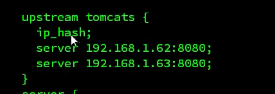 upstream tomcats {
ip_hash;
server 192.168.1.62:8080;
server 192.168.1.63:8080;
}
server {